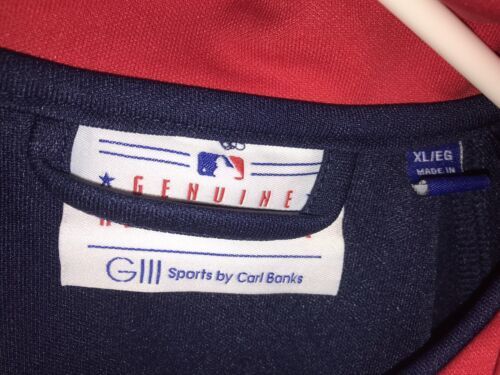 GENUINE
GIII Sports by Carl Banks
XL/EG
MADE IN